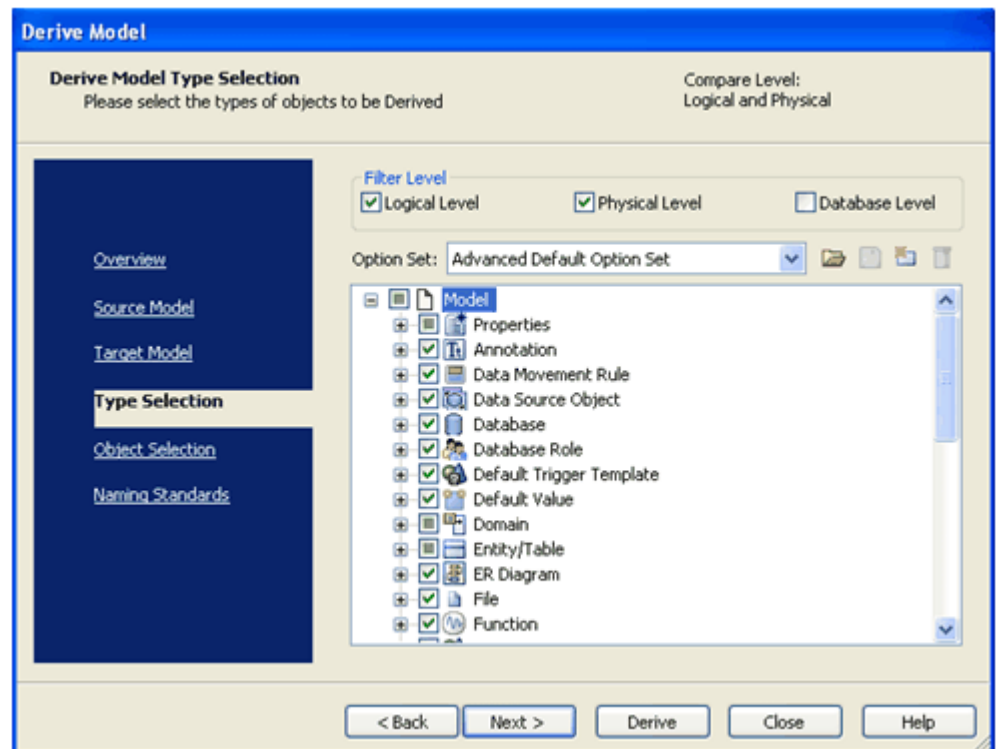 Derive Model
Derive Model Type Selection
Please select the types of objects to be Derived
Compare Level:
Logical and Physical
Filter Level
Logical Level
Physical Level
Database Level
Overview
Source Model
Target Model
Type Selection
Object Selection
Naming Standards
Option Set: Advanced Default Option Set
Model
Properties
Annotation
Data Movement Rule
Data Source Object
Database
Database Role
Default Trigger Template
Default Value
Domain
Entity/Table
ER Diagram
File
Function
< Back
Next >
Derive
Close
Help